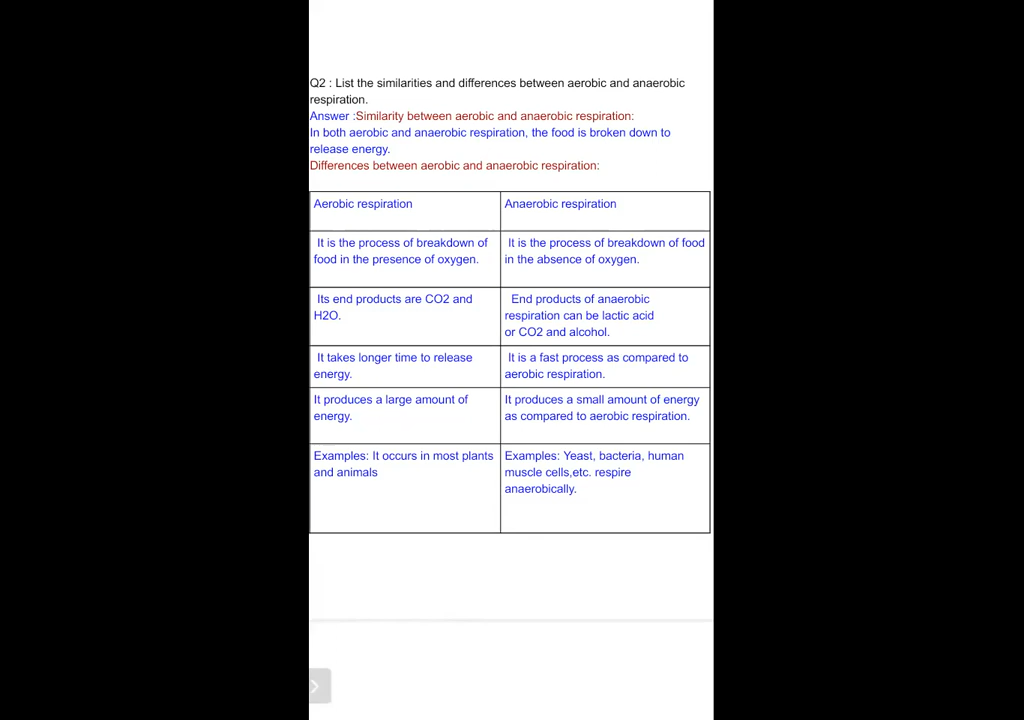 Q2 : List the similarities and differences between aerobic and anaerobic
respiration.
Answer :Similarity between aerobic and anaerobic respiration:
In both aerobic and anaerobic respiration, the food is broken down to
release energy.
Differences between aerobic and anaerobic respiration:
Aerobic respiration
Anaerobic respiration
It is the process of breakdown of
food in the presence of oxygen.
It is the process of breakdown of food
in the absence of oxygen.
Its end products are CO2 and
H2O.
End products of anaerobic
respiration can be lactic acid
or CO2 and alcohol.
It takes longer time to release
energy.
It is a fast process as compared to
aerobic respiration.
It produces a large amount of
energy.
It produces a small amount of energy
as compared to aerobic respiration.
Examples: It occurs in most plants
and animals
Examples: Yeast, bacteria, human
muscle cells,etc. respire
anaerobically.